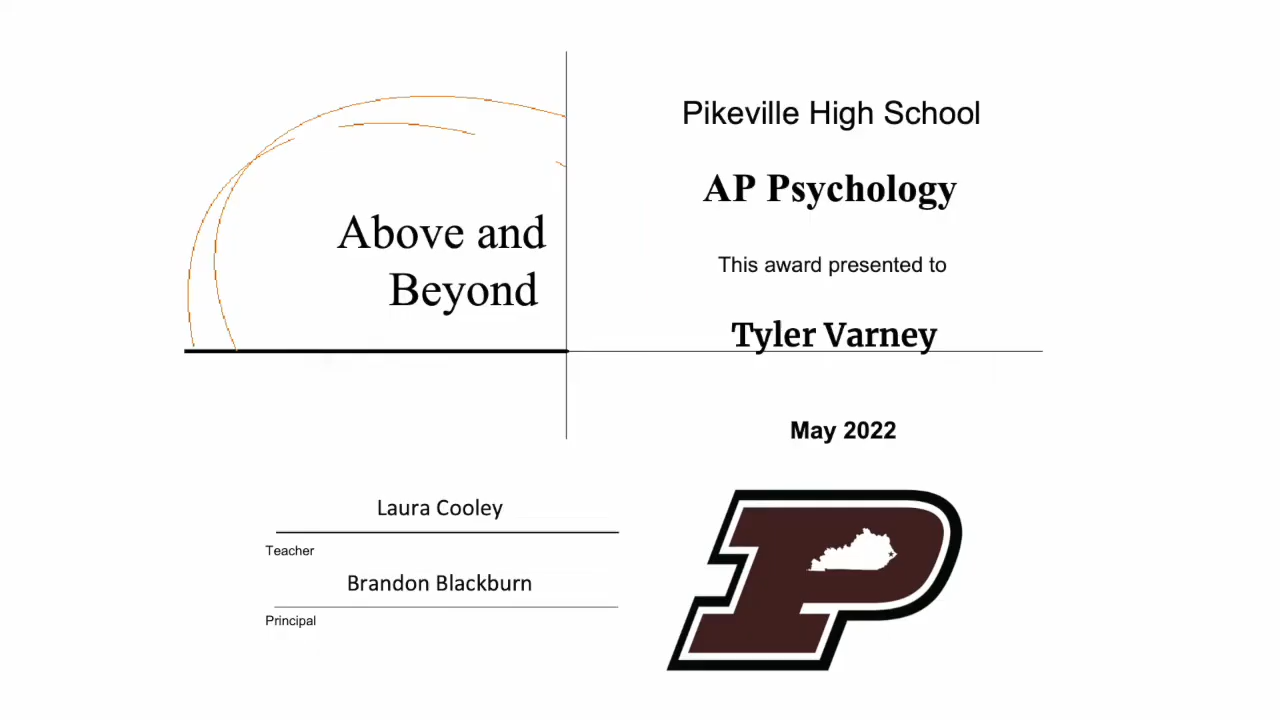 Above and
Beyond
Pikeville High School
AP Psychology
This award presented to
Tyler Varney
May 2022
Laura Cooley
Teacher
Brandon Blackburn
Principal
P